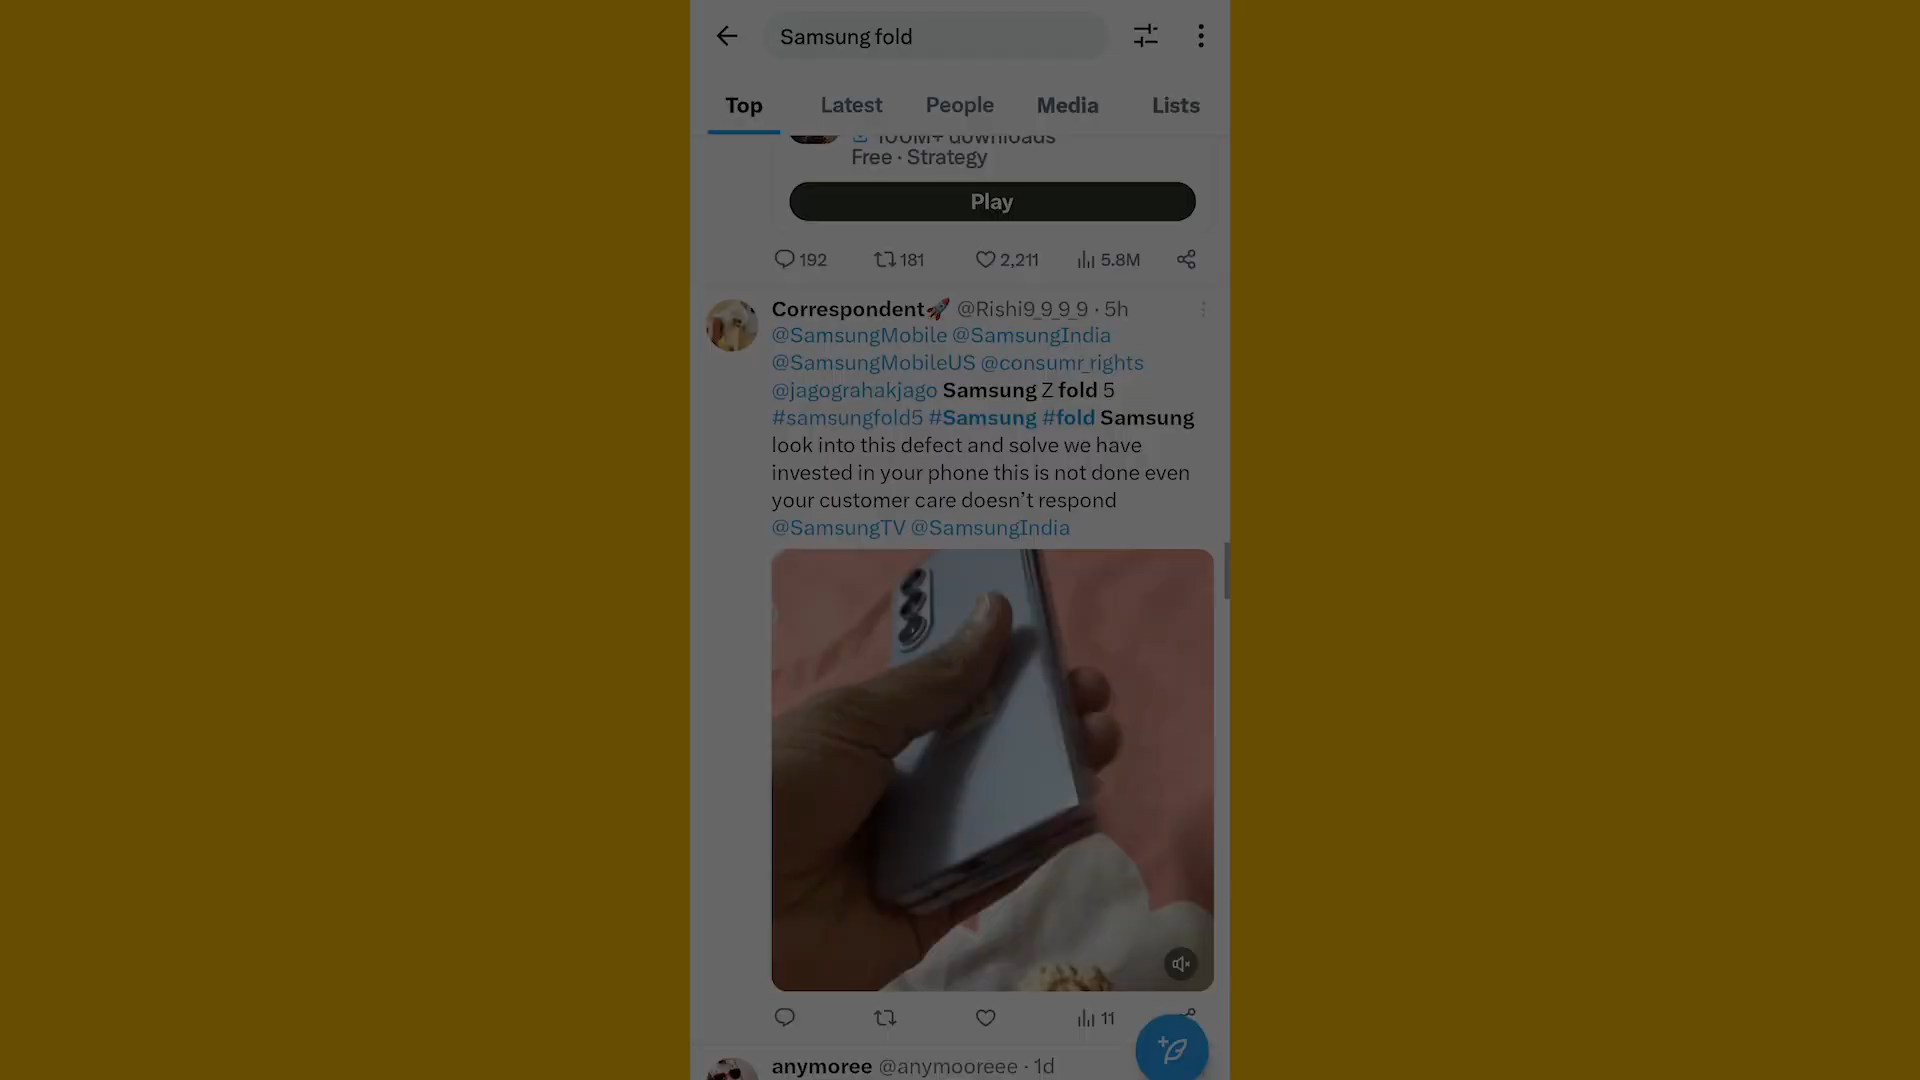 Samsung fold
Top Latest People Media Lists
100M+ downloads
Free · Strategy
Play
192 181 2,211 5.8M
Correspondent🚀 @Rishi9_9_9_9 · 5h
@SamsungMobile @SamsungIndia
@SamsungMobileUS @consumr_rights
@jagograhakjago Samsung Z fold 5
#samsungfold5 #Samsung #fold Samsung
look into this defect and solve we have
invested in your phone this is not done even
your customer care doesn’t respond
@SamsungTV @SamsungIndia
11
anymoree @anymooreee · 1d